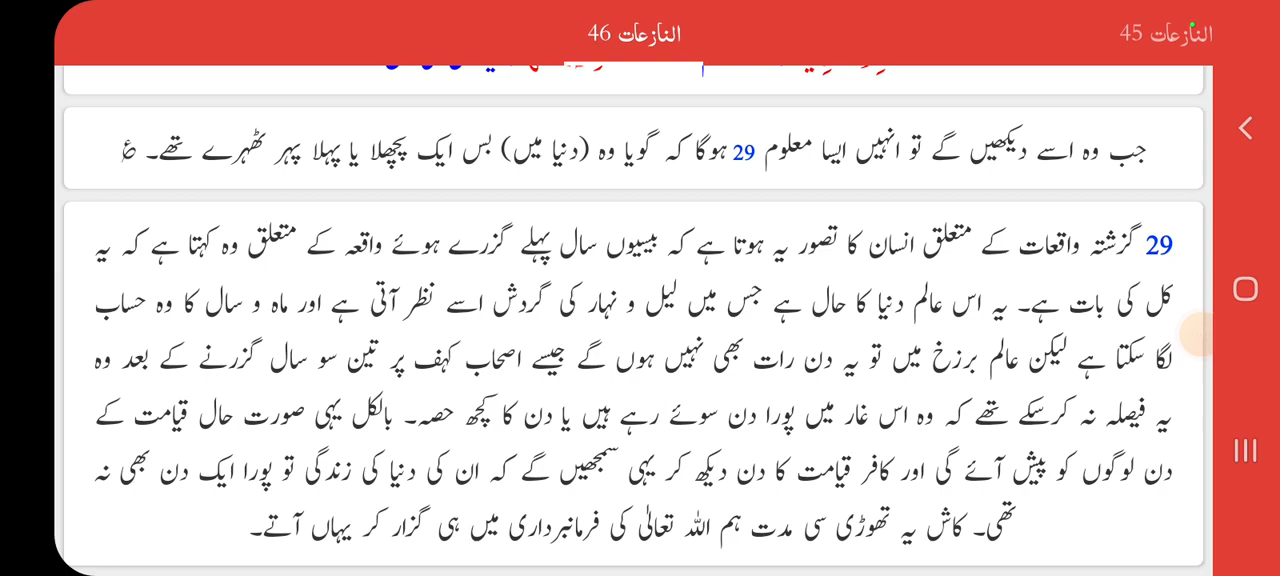 النازعات 45
النازعات 46
جب وہ اسے دیکھیں گے تو انہیں ایسا معلوم 29 ہوگا کہ گویا وہ (دنیا میں) بس ایک پچھلا یا پہلا پہر ٹھہرے تھے۔ ؏
29 گزشتہ واقعات کے متعلق انسان کا تصور یہ ہوتا ہے کہ بیسیوں سال پہلے گزرے ہوئے واقعہ کے متعلق وہ کہتا ہے کہ یہ
کل کی بات ہے۔ یہ اس عالم دنیا کا حال ہے جس میں لیل و نہار کی گردش اسے نظر آتی ہے اور ماہ و سال کا وہ حساب
لگا سکتا ہے لیکن عالم برزخ میں تو یہ دن رات بھی نہیں ہوں گے جیسے اصحاب کہف پر تین سو سال گزرنے کے بعد وہ
یہ فیصلہ نہ کرسکے تھے کہ وہ اس غار میں پورا دن سوئے رہے ہیں یا دن کا کچھ حصہ۔ بالکل یہی صورت حال قیامت کے
دن لوگوں کو پیش آئے گی اور کافر قیامت کا دن دیکھ کر یہی سمجھیں گے کہ ان کی دنیا کی زندگی تو پورا ایک دن بھی نہ
تھی۔ کاش یہ تھوڑی سی مدت ہم اللہ تعالیٰ کی فرمانبرداری میں ہی گزار کر یہاں آتے۔